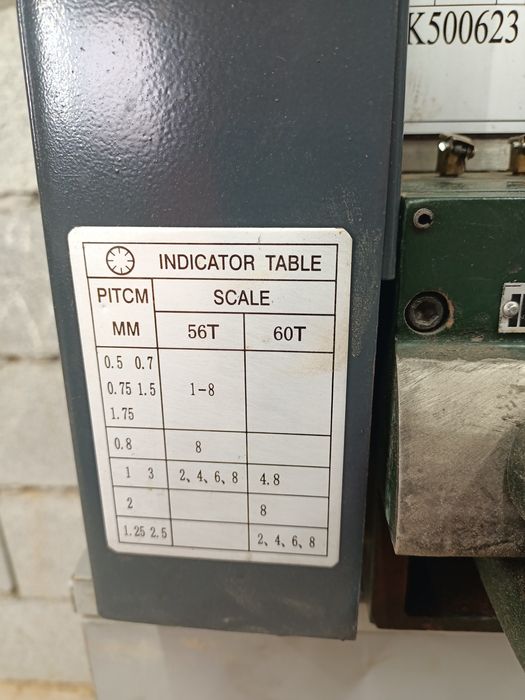 K500623
INDICATOR TABLE
PITCM
MM
SCALE
56T 60T
0.5 0.7
0.75 1.5
1.75
1-8
0.8 8
1 3 2、4、6、8 4.8
2 8
1.25 2.5 2、4、6、8